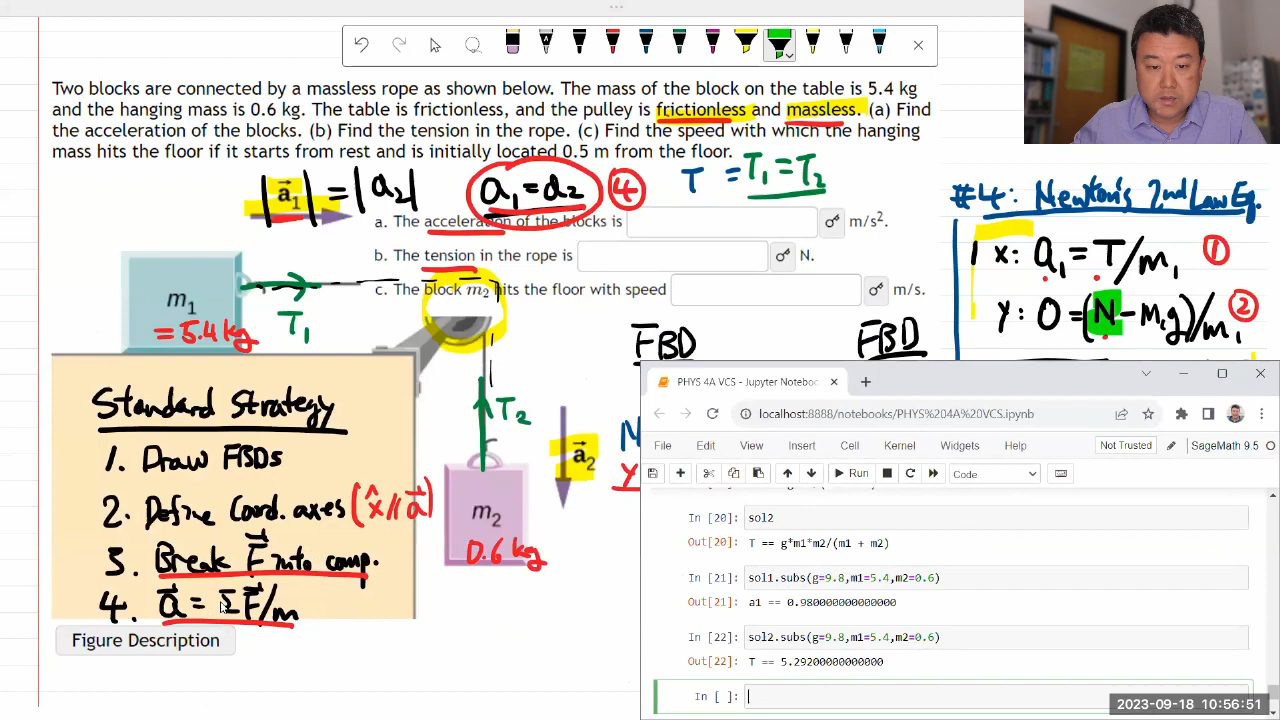 Two blocks are connected by a massless rope as shown below. The mass of the block on the table is 5.4 kg
and the hanging mass is 0.6 kg. The table is frictionless, and the pulley is frictionless and massless. (a) Find
the acceleration of the blocks. (b) Find the tension in the rope. (c) Find the speed with which the hanging
mass hits the floor if it starts from rest and is initially located 0.5 m from the floor.
|a⃗₁| = |a₂|
a₁ = a₂ ④
T = T₁ = T₂
a. The acceleration of the blocks is m/s².
b. The tension in the rope is N.
c. The block m₂ hits the floor with speed m/s.
#4: Newton's 2nd Law Eq.
x: a₁ = T/m₁ ①
y: 0 = (N - m₁g)/m₁ ②
m₁
= 5.4 kg
T₁
T₂
a⃗₂
m₂
0.6 kg
FBD
FBD
N
y
Standard Strategy
1. Draw FBDs
2. Define Coord. axes (x̂ // a⃗)
3. Break F⃗ into comp.
4. a⃗ = ΣF⃗/m
Figure Description
PHYS 4A VCS - Jupyter Noteboo
localhost:8888/notebooks/PHYS%204A%20VCS.ipynb
File Edit View Insert Cell Kernel Widgets Help Not Trusted SageMath 9.5
Run Code
In [20]: sol2
Out[20]: T == g*m1*m2/(m1 + m2)
In [21]: sol1.subs(g=9.8,m1=5.4,m2=0.6)
Out[21]: a1 == 0.980000000000000
In [22]: sol2.subs(g=9.8,m1=5.4,m2=0.6)
Out[22]: T == 5.29200000000000
In [ ]:
2023-09-18 10:56:51